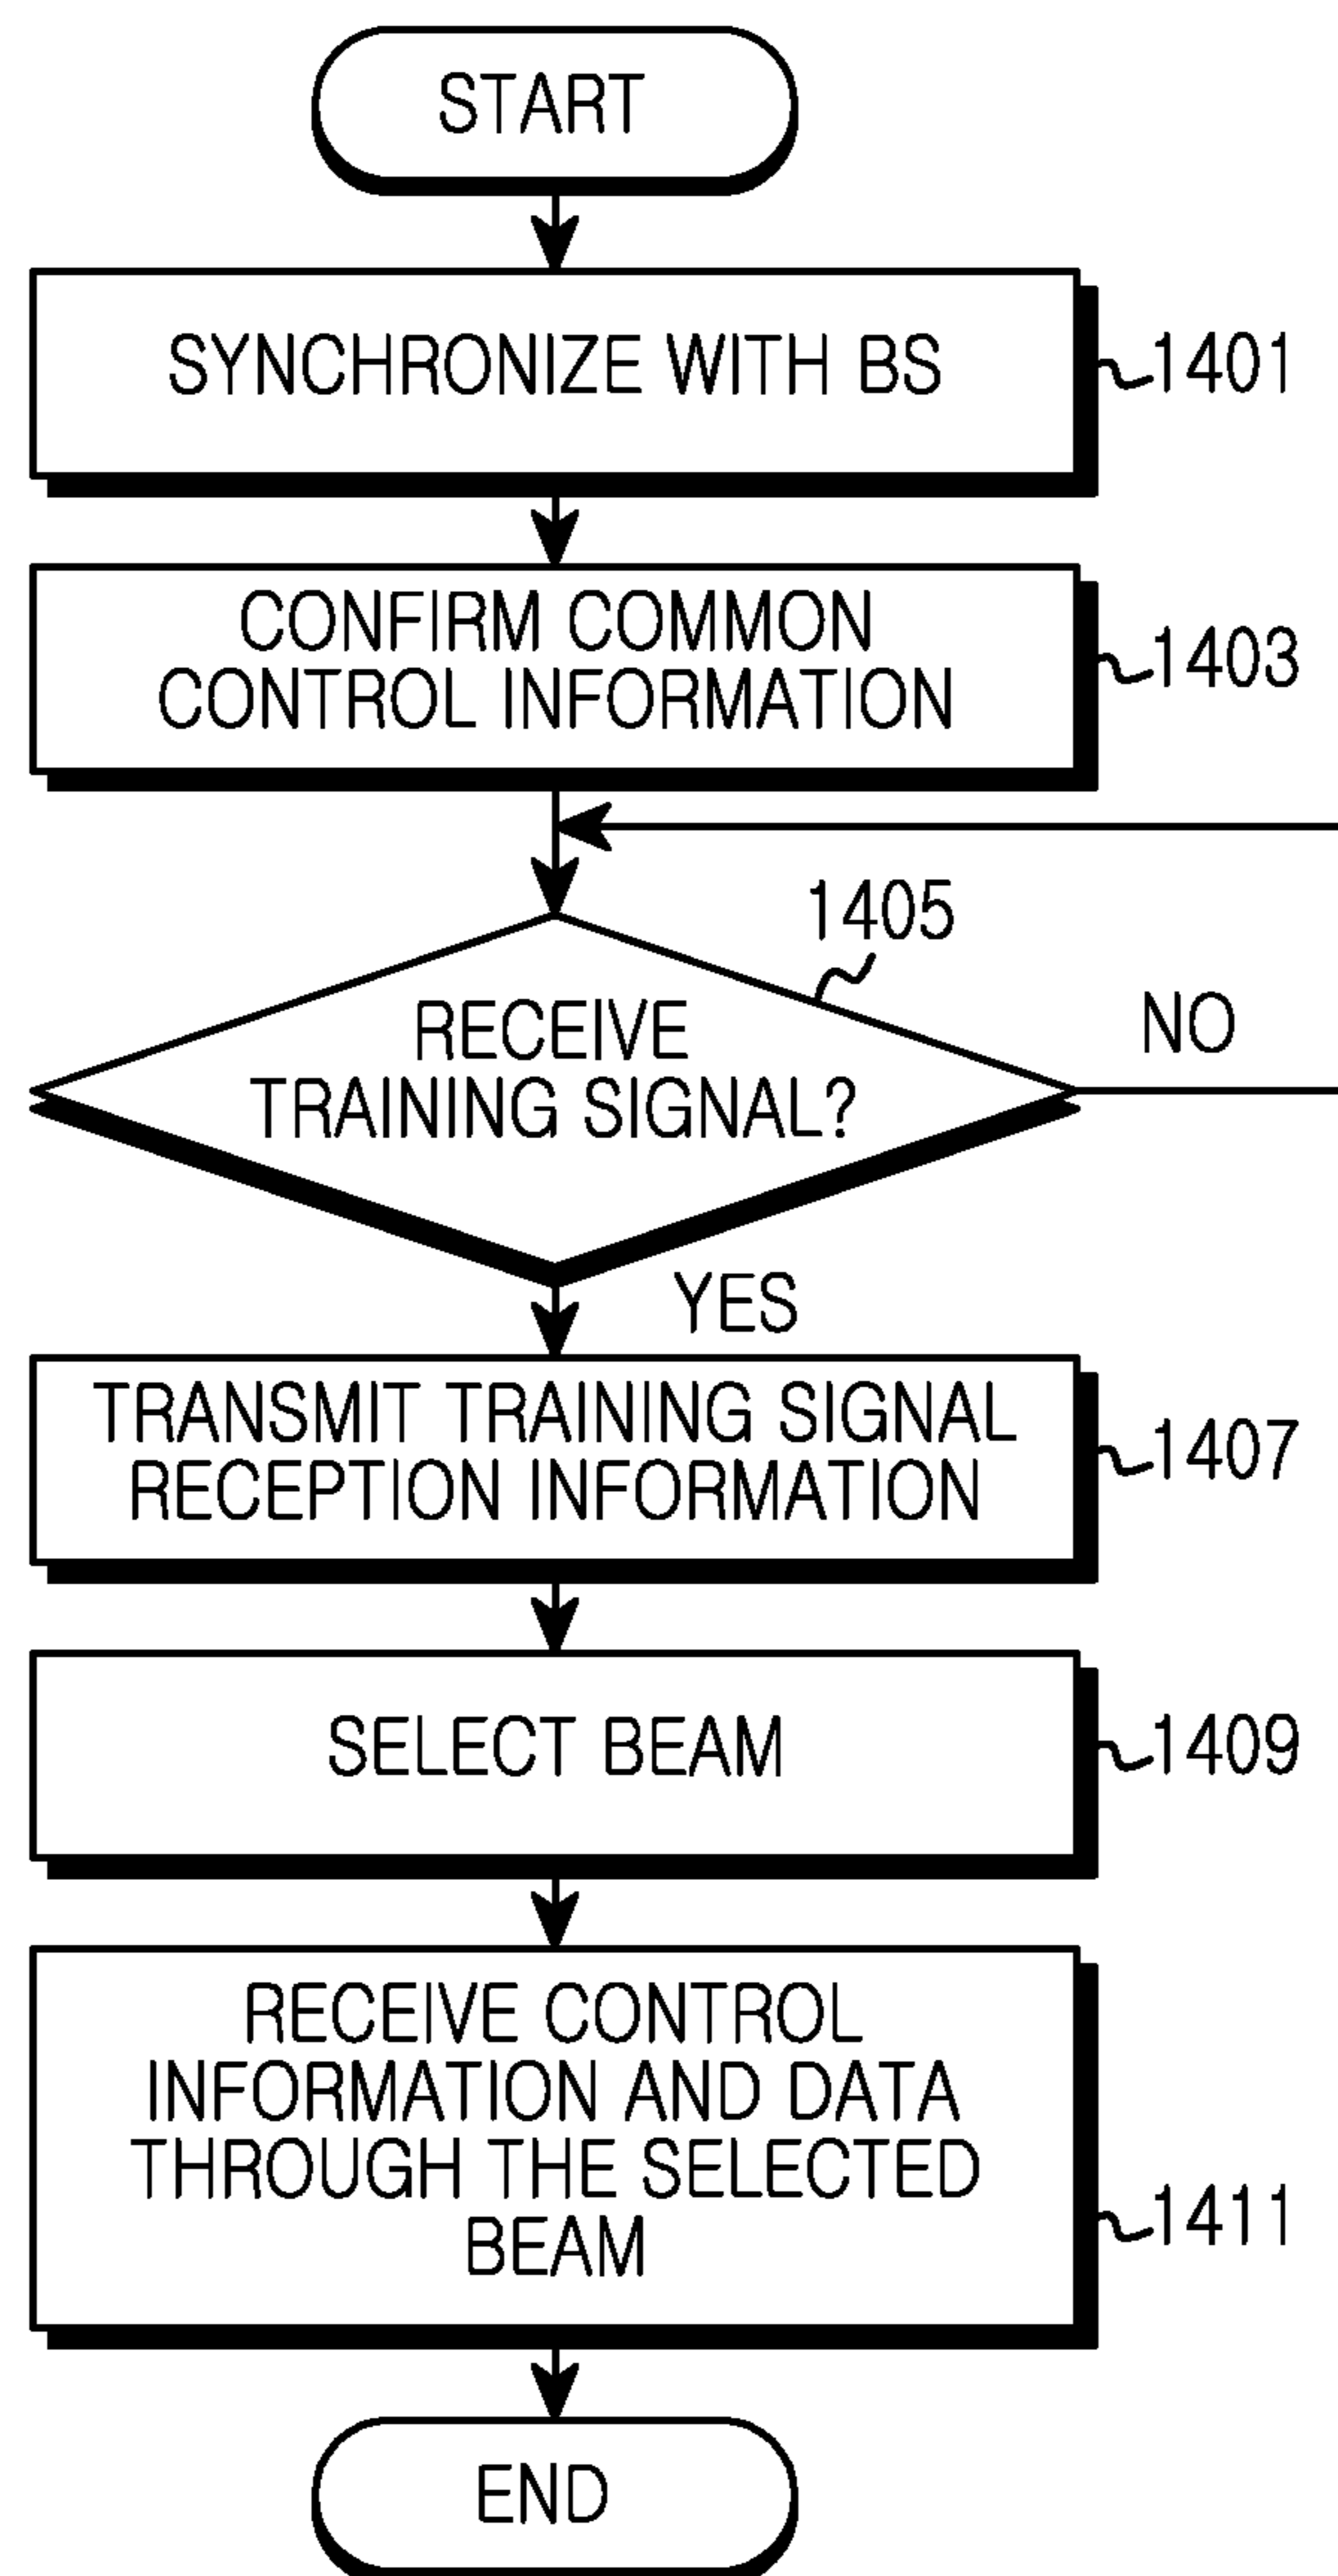 START
SYNCHRONIZE WITH BS
1401
CONFIRM COMMON
CONTROL INFORMATION
1403
1405
RECEIVE
TRAINING SIGNAL?
NO
YES
TRANSMIT TRAINING SIGNAL
RECEPTION INFORMATION
1407
SELECT BEAM
1409
RECEIVE CONTROL
INFORMATION AND DATA
THROUGH THE SELECTED
BEAM
1411
END